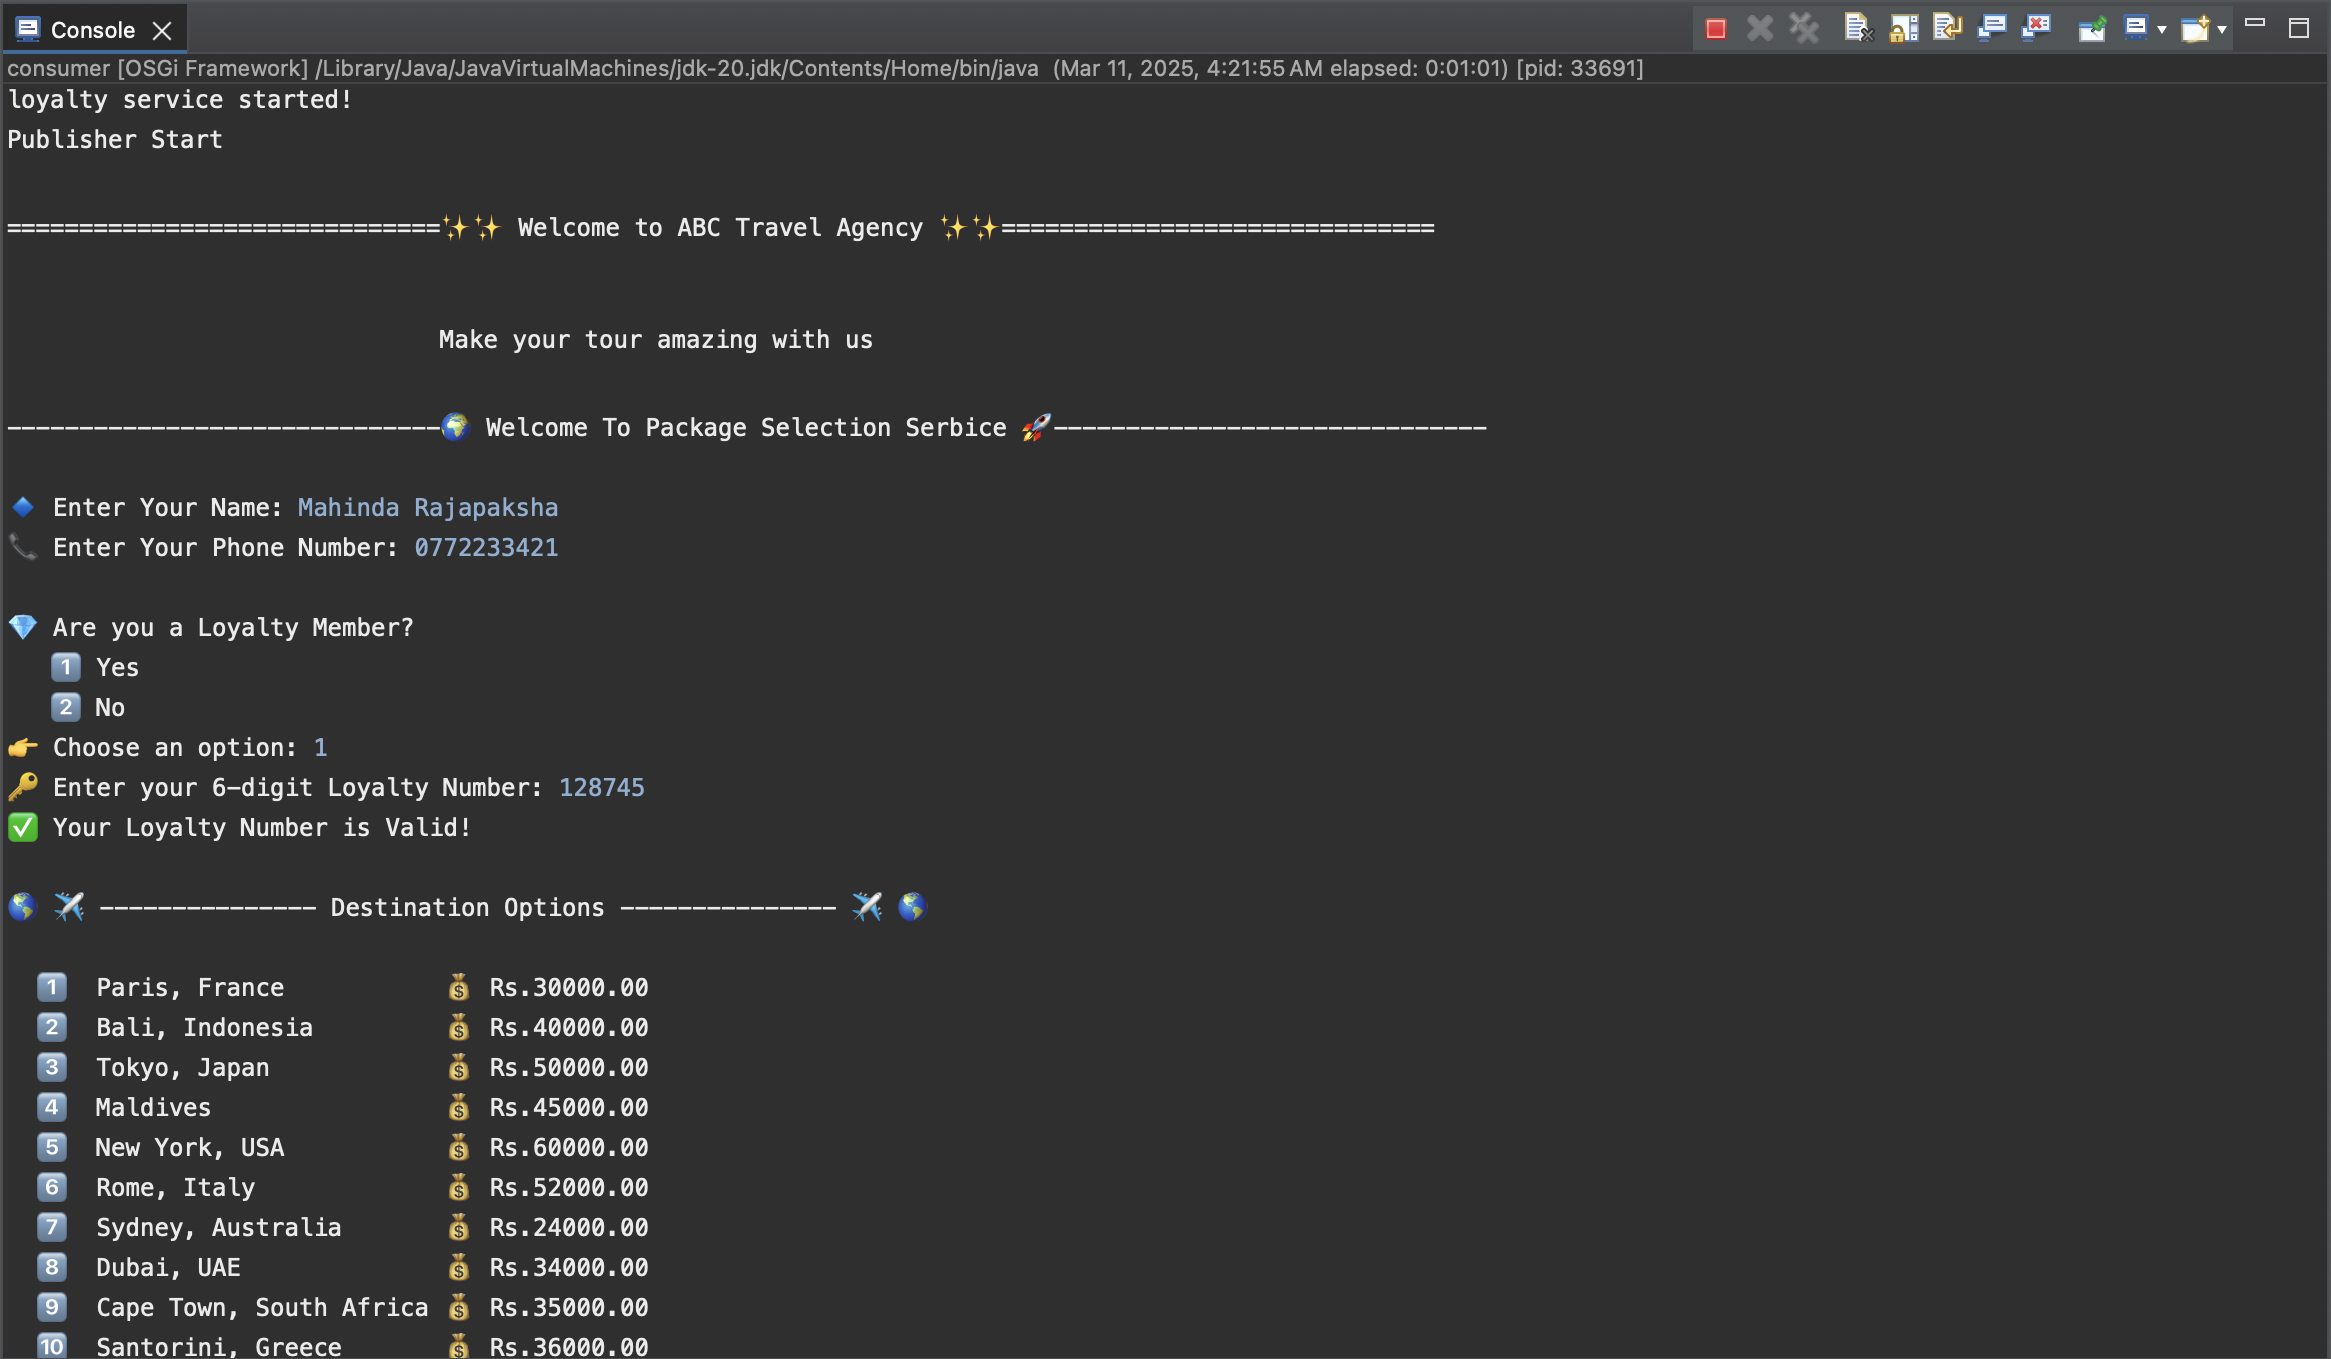 Console
consumer [OSGi Framework] /Library/Java/JavaVirtualMachines/jdk-20.jdk/Contents/Home/bin/java  (Mar 11, 2025, 4:21:55 AM elapsed: 0:01:01) [pid: 33691]
loyalty service started!
Publisher Start
==============================✨✨ Welcome to ABC Travel Agency ✨✨==============================
Make your tour amazing with us
------------------------------🌍 Welcome To Package Selection Serbice 🚀------------------------------
🔹 Enter Your Name: Mahinda Rajapaksha
📞 Enter Your Phone Number: 0772233421
💎 Are you a Loyalty Member?
1️⃣ Yes
2️⃣ No
👉 Choose an option: 1
🔑 Enter your 6-digit Loyalty Number: 128745
✅ Your Loyalty Number is Valid!
🌎 ✈️ --------------- Destination Options --------------- ✈️ 🌎
1️⃣ Paris, France 💰 Rs.30000.00
2️⃣ Bali, Indonesia 💰 Rs.40000.00
3️⃣ Tokyo, Japan 💰 Rs.50000.00
4️⃣ Maldives 💰 Rs.45000.00
5️⃣ New York, USA 💰 Rs.60000.00
6️⃣ Rome, Italy 💰 Rs.52000.00
7️⃣ Sydney, Australia 💰 Rs.24000.00
8️⃣ Dubai, UAE 💰 Rs.34000.00
9️⃣ Cape Town, South Africa 💰 Rs.35000.00
🔟 Santorini, Greece 💰 Rs.36000.00